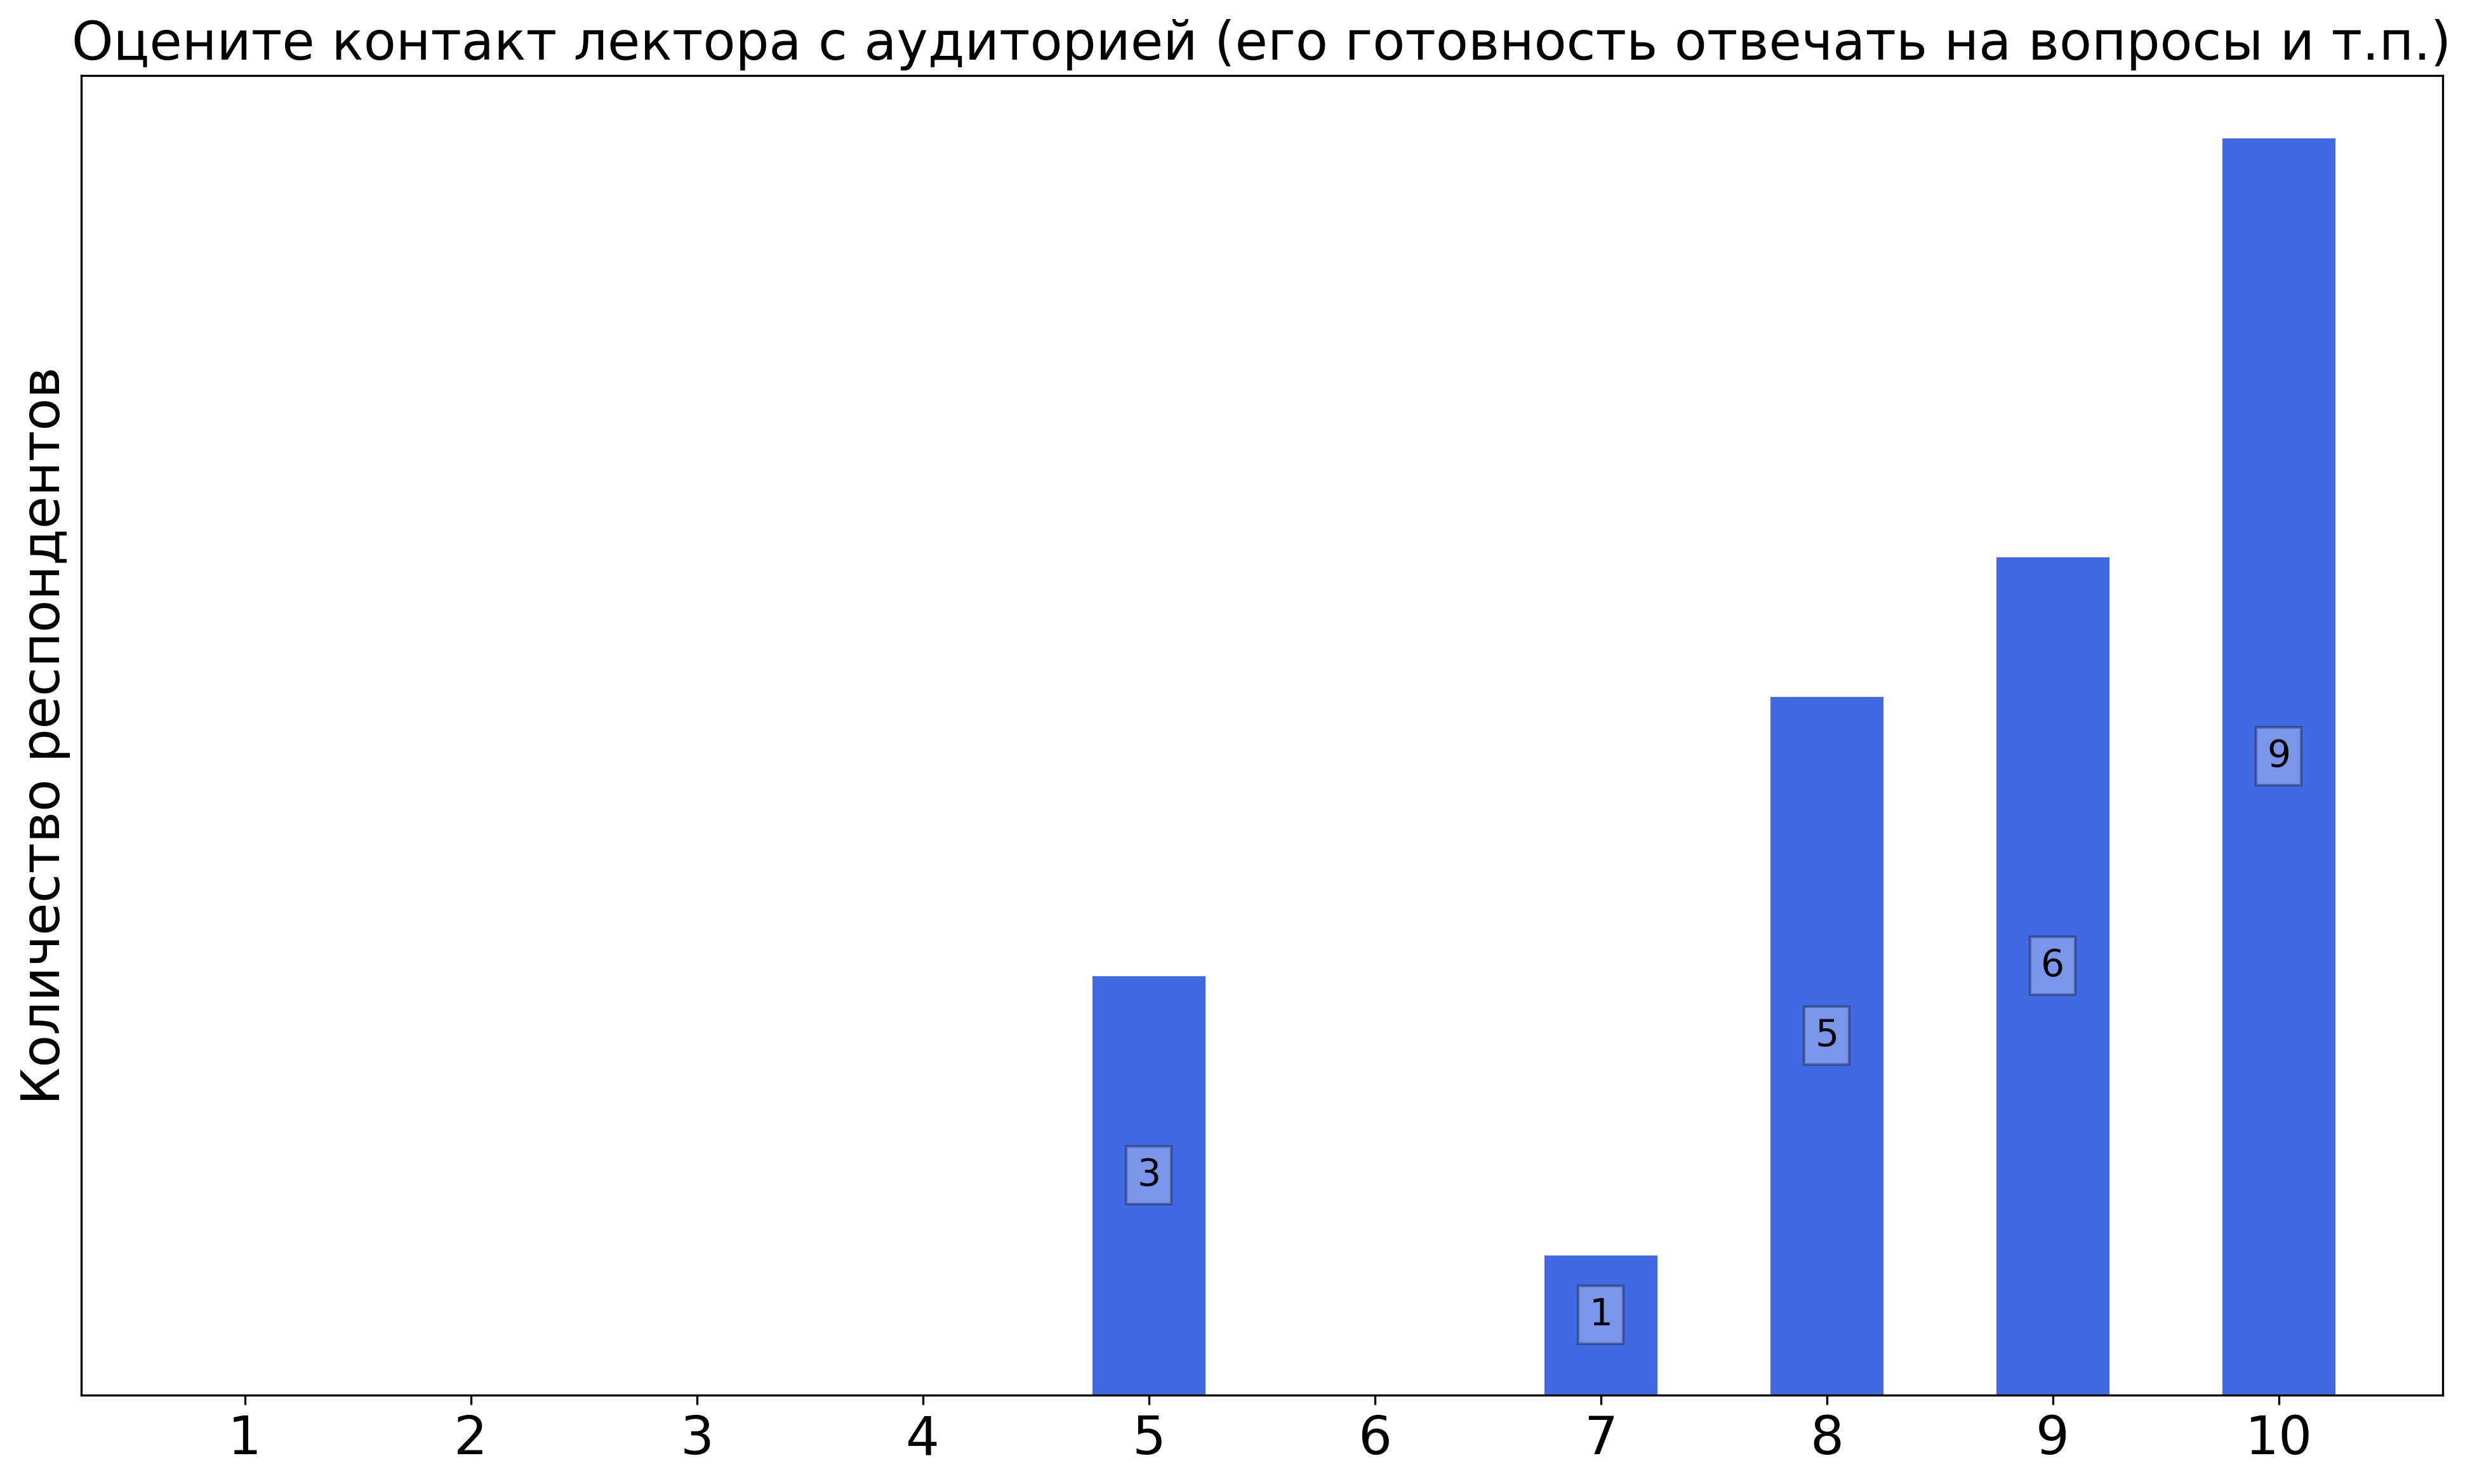 Оцените контакт лектора с аудиторией (его готовность отвечать на вопросы и т.п.)
Количество респондентов
9
6
5
3
1
1 2 3 4 5 6 7 8 9 10